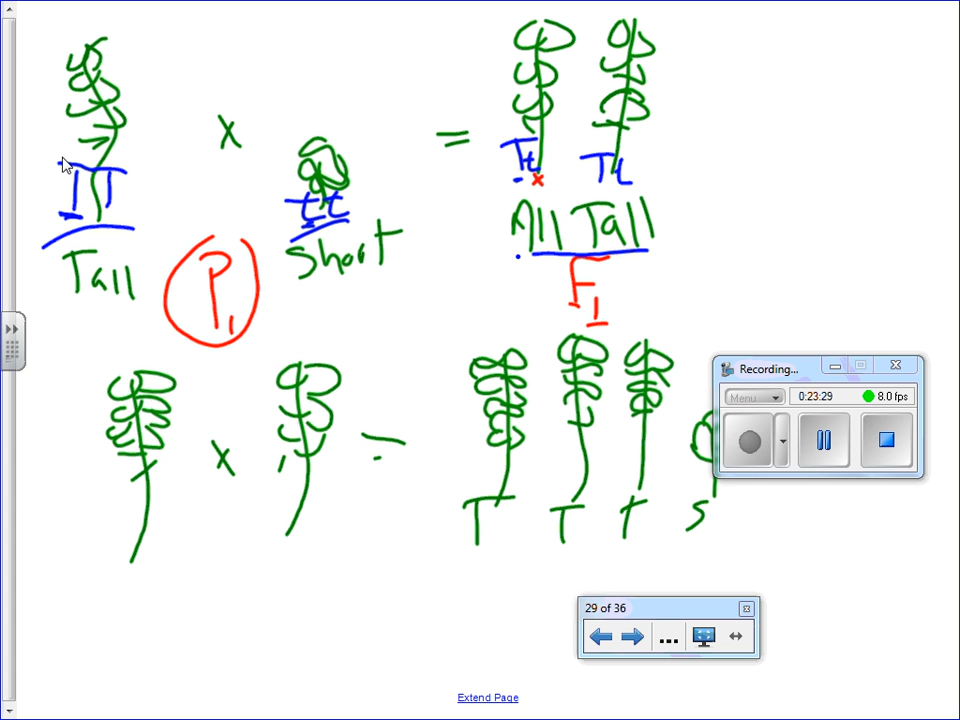 x
=
TT
tt
Tt
Tt
Tall
Short
All Tall
P1
F1
x
=
T
T
T
S
Recording...
Menu
0:23:29
8.0 fps
29 of 36
...
Extend Page